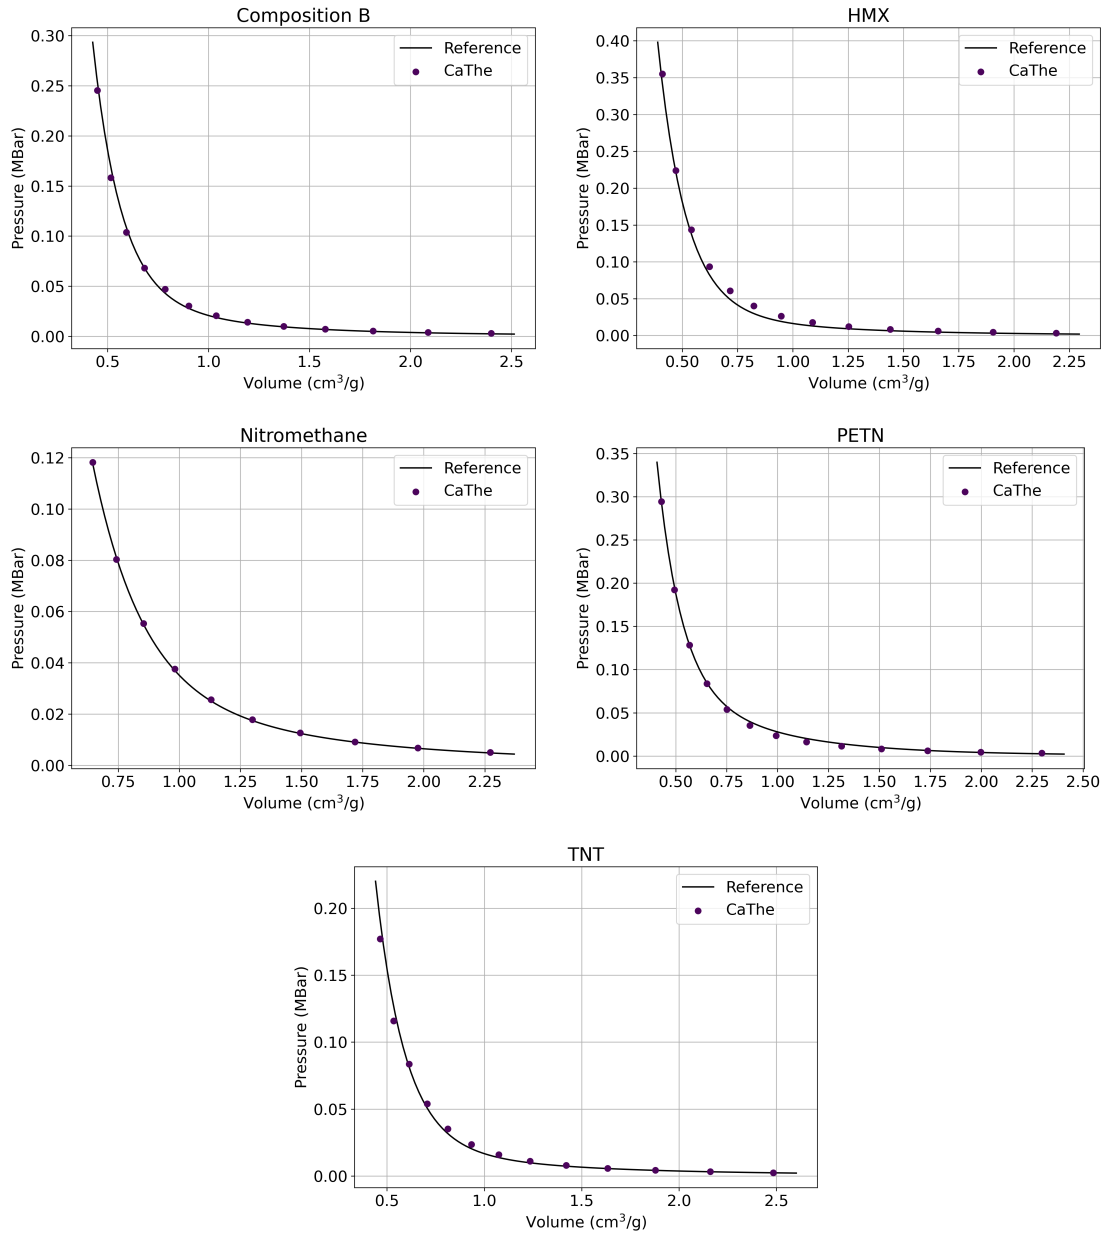 Composition B
0.30
0.25
0.20
0.15
0.10
0.05
0.00
Pressure (MBar)
Reference
CaThe
0.5 1.0 1.5 2.0 2.5
Volume (cm³/g)
HMX
0.40
0.35
0.30
0.25
0.20
0.15
0.10
0.05
0.00
Pressure (MBar)
Reference
CaThe
0.50 0.75 1.00 1.25 1.50 1.75 2.00 2.25
Volume (cm³/g)
Nitromethane
0.12
0.10
0.08
0.06
0.04
0.02
0.00
Pressure (MBar)
Reference
CaThe
0.75 1.00 1.25 1.50 1.75 2.00 2.25
Volume (cm³/g)
PETN
0.35
0.30
0.25
0.20
0.15
0.10
0.05
0.00
Pressure (MBar)
Reference
CaThe
0.50 0.75 1.00 1.25 1.50 1.75 2.00 2.25 2.50
Volume (cm³/g)
TNT
0.20
0.15
0.10
0.05
0.00
Pressure (MBar)
Reference
CaThe
0.5 1.0 1.5 2.0 2.5
Volume (cm³/g)